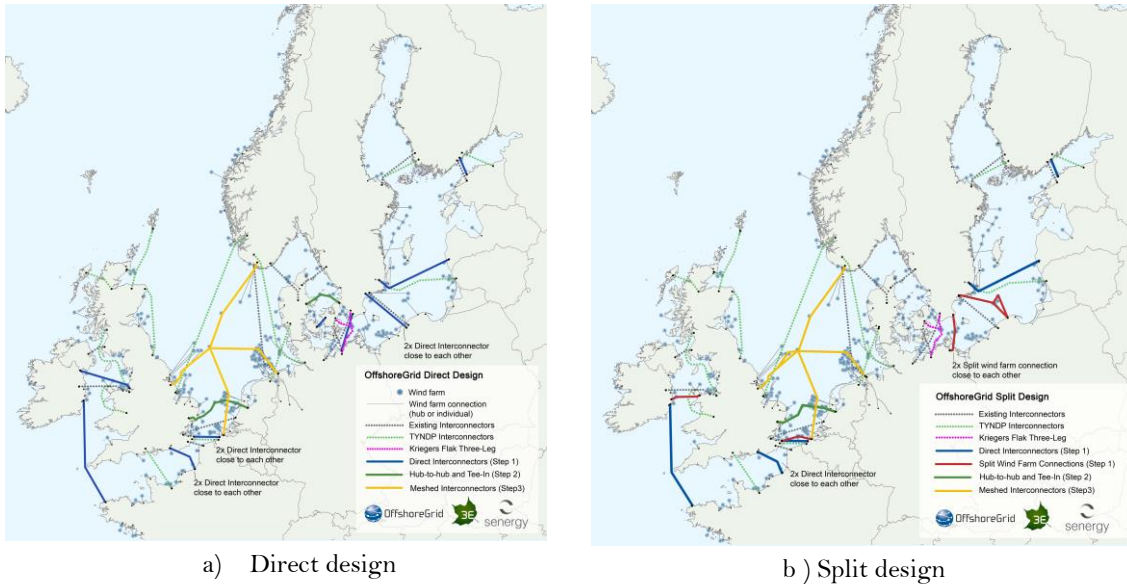 2x Direct Interconnector
close to each other
OffshoreGrid Direct Design
Wind farm
Wind farm connection
(hub or individual)
Existing Interconnectors
TYNDP Interconnectors
Kriegers Flak Three-Leg
Direct Interconnectors (Step 1)
Hub-to-hub and Tee-In (Step 2)
Meshed Interconnectors (Step3)
OffshoreGrid
3E
senergy
2x Direct Interconnector
close to each other
2x Direct Interconnector
close to each other
a) Direct design
2x Split wind farm connection
close to each other
OffshoreGrid Split Design
Existing Interconnectors
TYNDP Interconnectors
Kriegers Flak Three-Leg
Direct Interconnectors (Step 1)
Split Wind Farm Connections (Step 1)
Hub-to-hub and Tee-In (Step 2)
Meshed Interconnectors (Step3)
OffshoreGrid
3E
senergy
2x Direct Interconnector
close to each other
b ) Split design